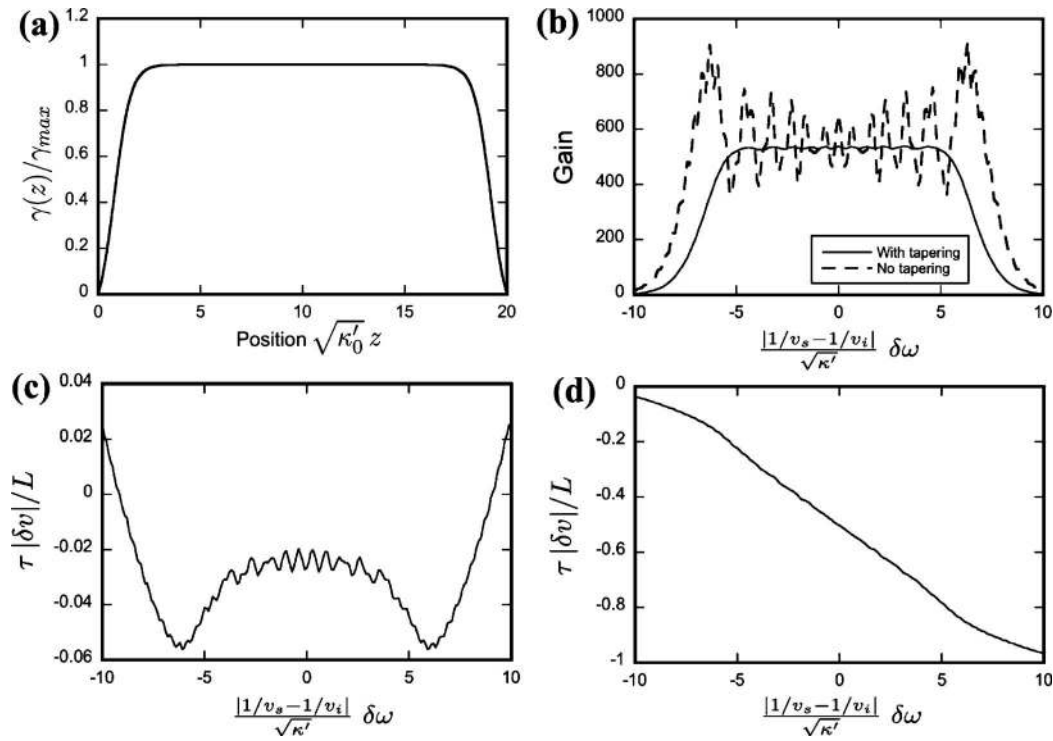 (a)
1.2
1
0.8
0.6
0.4
0.2
0
γ(z)/γ_max
0 5 10 15 20
Position √κ′₀ z
(b)
1000
800
600
400
200
0
Gain
With tapering
No tapering
-10 -5 0 5 10
|1/v_s−1/v_i| / √κ′ δω
(c)
0.04
0.02
0
-0.02
-0.04
-0.06
τ |δv|/L
-10 -5 0 5 10
|1/v_s−1/v_i| / √κ′ δω
(d)
0
-0.2
-0.4
-0.6
-0.8
-1
τ |δv|/L
-10 -5 0 5 10
|1/v_s−1/v_i| / √κ′ δω